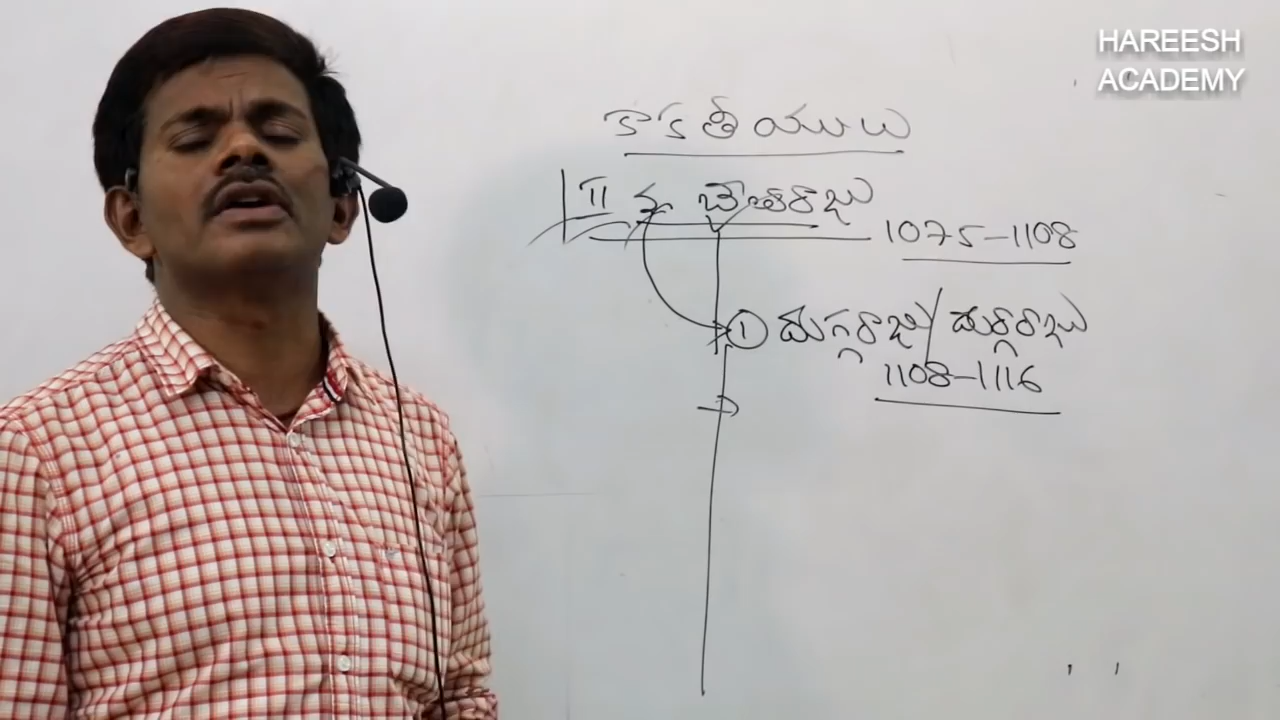 HAREESH
ACADEMY
కాకతీయులు
II వ బేతరాజు
1075-1108
① దుగ్గరాజు/దుర్గరాజు
1108-1116